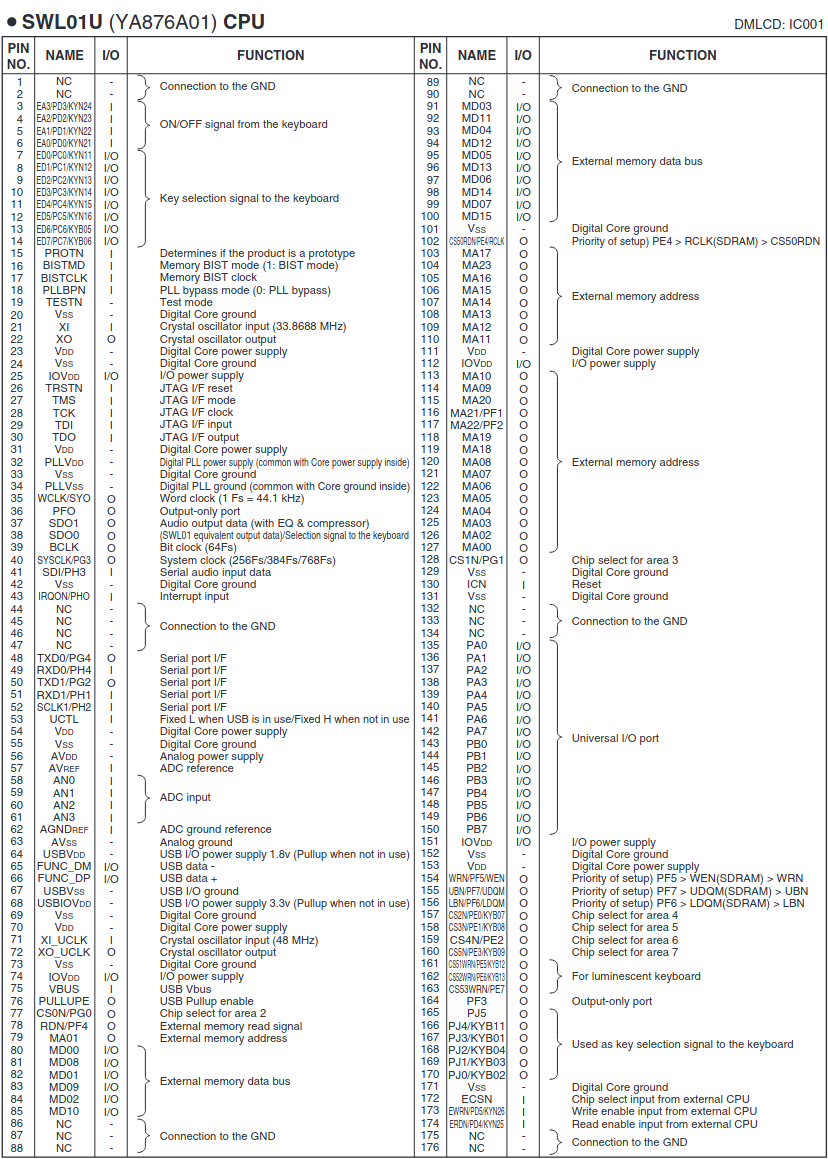 ● SWL01U (YA876A01) CPU
DMLCD: IC001
PIN NO. NAME I/O FUNCTION
1 NC -
2 NC -
Connection to the GND
3 EA3/PD3/KYN24 I
4 EA2/PD2/KYN23 I
5 EA1/PD1/KYN22 I
6 EA0/PD0/KYN21 I
ON/OFF signal from the keyboard
7 ED0/PC0/KYN11 I/O
8 ED1/PC1/KYN12 I/O
9 ED2/PC2/KYN13 I/O
10 ED3/PC3/KYN14 I/O
11 ED4/PC4/KYN15 I/O
12 ED5/PC5/KYN16 I/O
13 ED6/PC6/KYB05 I/O
14 ED7/PC7/KYB06 I/O
Key selection signal to the keyboard
15 PROTN I Determines if the product is a prototype
16 BISTMD I Memory BIST mode (1: BIST mode)
17 BISTCLK I Memory BIST clock
18 PLLBPN I PLL bypass mode (0: PLL bypass)
19 TESTN - Test mode
20 VSS - Digital Core ground
21 XI I Crystal oscillator input (33.8688 MHz)
22 XO O Crystal oscillator output
23 VDD - Digital Core power supply
24 VSS - Digital Core ground
25 IOVDD I/O I/O power supply
26 TRSTN I JTAG I/F reset
27 TMS I JTAG I/F mode
28 TCK I JTAG I/F clock
29 TDI I JTAG I/F input
30 TDO I JTAG I/F output
31 VDD - Digital Core power supply
32 PLLVDD - Digital PLL power supply (common with Core power supply inside)
33 VSS - Digital Core ground
34 PLLVSS - Digital PLL ground (common with Core ground inside)
35 WCLK/SYO O Word clock (1 Fs = 44.1 kHz)
36 PFO O Output-only port
37 SDO1 O Audio output data (with EQ & compressor)
38 SDO0 O (SWL01 equivalent output data)/Selection signal to the keyboard
39 BCLK O Bit clock (64Fs)
40 SYSCLK/PG3 O System clock (256Fs/384Fs/768Fs)
41 SDI/PH3 I Serial audio input data
42 VSS - Digital Core ground
43 IRQON/PHO I Interrupt input
44 NC -
45 NC -
46 NC -
47 NC -
Connection to the GND
48 TXD0/PG4 O Serial port I/F
49 RXD0/PH4 I Serial port I/F
50 TXD1/PG2 O Serial port I/F
51 RXD1/PH1 I Serial port I/F
52 SCLK1/PH2 I Serial port I/F
53 UCTL I Fixed L when USB is in use/Fixed H when not in use
54 VDD - Digital Core power supply
55 VSS - Digital Core ground
56 AVDD - Analog power supply
57 AVREF I ADC reference
58 AN0 I
59 AN1 I
60 AN2 I
61 AN3 I
ADC input
62 AGNDREF I ADC ground reference
63 AVSS - Analog ground
64 USBVDD - USB I/O power supply 1.8v (Pullup when not in use)
65 FUNC_DM I/O USB data -
66 FUNC_DP I/O USB data +
67 USBVSS - USB I/O ground
68 USBIOVDD - USB I/O power supply 3.3v (Pullup when not in use)
69 VSS - Digital Core ground
70 VDD - Digital Core power supply
71 XI_UCLK I Crystal oscillator input (48 MHz)
72 XO_UCLK O Crystal oscillator output
73 VSS - Digital Core ground
74 IOVDD I/O I/O power supply
75 VBUS I USB Vbus
76 PULLUPE O USB Pullup enable
77 CS0N/PG0 O Chip select for area 2
78 RDN/PF4 O External memory read signal
79 MA01 O External memory address
80 MD00 I/O
81 MD08 I/O
82 MD01 I/O
83 MD09 I/O
84 MD02 I/O
85 MD10 I/O
External memory data bus
86 NC -
87 NC -
88 NC -
Connection to the GND
PIN NO. NAME I/O FUNCTION
89 NC -
90 NC -
Connection to the GND
91 MD03 I/O
92 MD11 I/O
93 MD04 I/O
94 MD12 I/O
95 MD05 I/O
96 MD13 I/O
97 MD06 I/O
98 MD14 I/O
99 MD07 I/O
100 MD15 I/O
External memory data bus
101 VSS - Digital Core ground
102 CS50RDN/PE4/RCLK O Priority of setup) PE4 > RCLK(SDRAM) > CS50RDN
103 MA17 O
104 MA23 O
105 MA16 O
106 MA15 O
107 MA14 O
108 MA13 O
109 MA12 O
110 MA11 O
External memory address
111 VDD - Digital Core power supply
112 IOVDD I/O I/O power supply
113 MA10 O
114 MA09 O
115 MA20 O
116 MA21/PF1 O
117 MA22/PF2 O
118 MA19 O
119 MA18 O
120 MA08 O
121 MA07 O
122 MA06 O
123 MA05 O
124 MA04 O
125 MA03 O
126 MA02 O
127 MA00 O
External memory address
128 CS1N/PG1 O Chip select for area 3
129 VSS - Digital Core ground
130 ICN I Reset
131 VSS - Digital Core ground
132 NC -
133 NC -
134 NC -
Connection to the GND
135 PA0 I/O
136 PA1 I/O
137 PA2 I/O
138 PA3 I/O
139 PA4 I/O
140 PA5 I/O
141 PA6 I/O
142 PA7 I/O
143 PB0 I/O
144 PB1 I/O
145 PB2 I/O
146 PB3 I/O
147 PB4 I/O
148 PB5 I/O
149 PB6 I/O
150 PB7 I/O
Universal I/O port
151 IOVDD I/O I/O power supply
152 VSS - Digital Core ground
153 VDD - Digital Core power supply
154 WRN/PF5/WEN O Priority of setup) PF5 > WEN(SDRAM) > WRN
155 UBN/PF7/UDQM O Priority of setup) PF7 > UDQM(SDRAM) > UBN
156 LBN/PF6/LDQM O Priority of setup) PF6 > LDQM(SDRAM) > LBN
157 CS2N/PE0/KYB07 O Chip select for area 4
158 CS3N/PE1/KYB08 O Chip select for area 5
159 CS4N/PE2 O Chip select for area 6
160 CS5N/PE3/KYB09 O Chip select for area 7
161 CS51WRN/PE5/KYB12 O
162 CS52WRN/PE6/KYB13 O
163 CS53WRN/PE7 O
For luminescent keyboard
164 PF3 O Output-only port
165 PJ5 O
166 PJ4/KYB11 O
167 PJ3/KYB01 O
168 PJ2/KYB04 O
169 PJ1/KYB03 O
170 PJ0/KYB02 O
Used as key selection signal to the keyboard
171 VSS - Digital Core ground
172 ECSN I Chip select input from external CPU
173 EWRN/PD5/KYN26 I Write enable input from external CPU
174 ERDN/PD4/KYN25 I Read enable input from external CPU
175 NC -
176 NC -
Connection to the GND